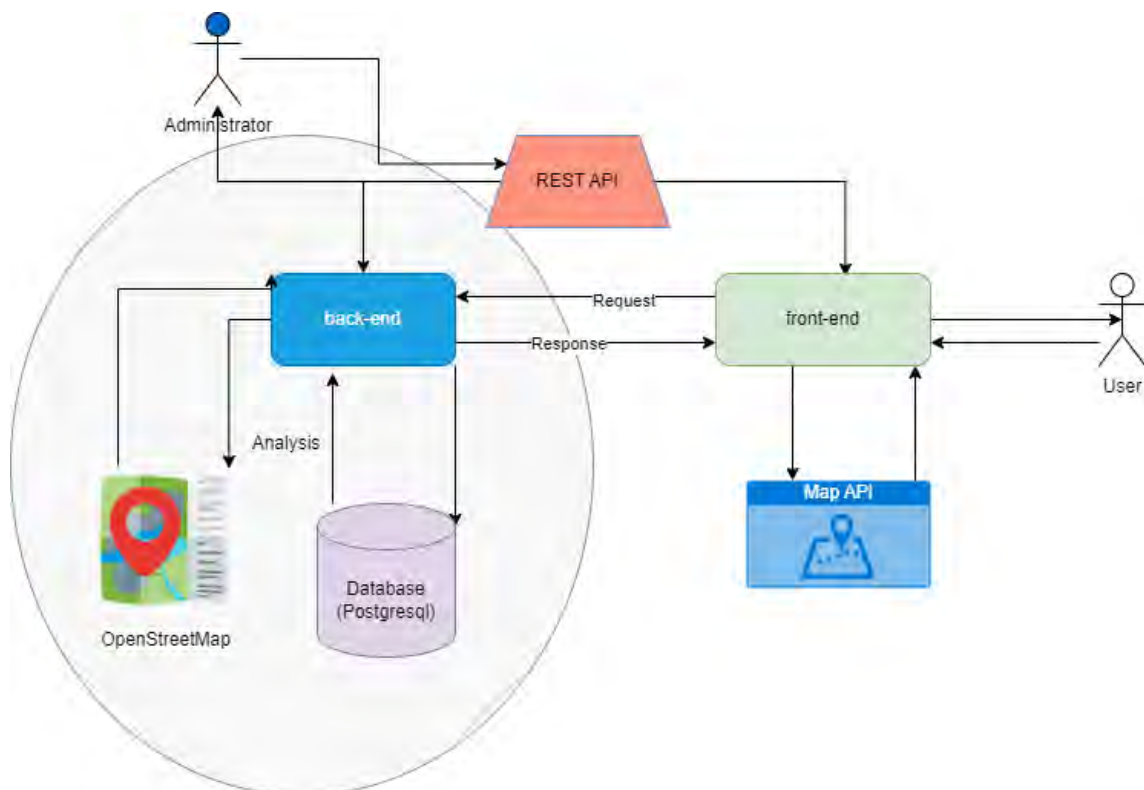 Administrator
REST API
back-end
Request
front-end
Response
User
Analysis
Map API
Database
(Postgresql)
OpenStreetMap